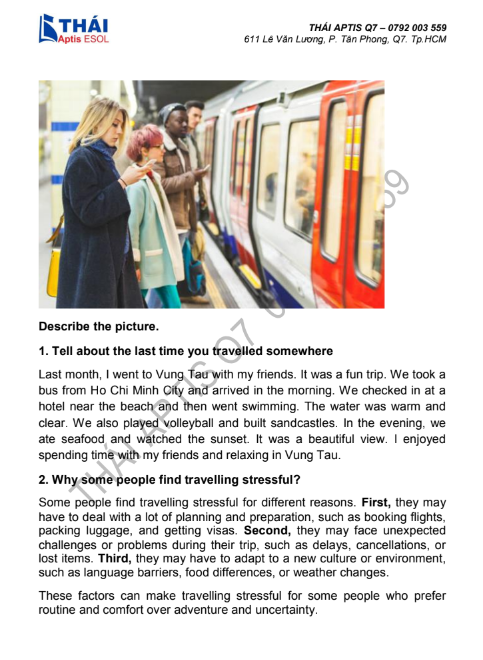 THÁI
Aptis ESOL
THÁI APTIS Q7 – 0792 003 559
611 Lê Văn Lương, P. Tân Phong, Q7. Tp.HCM
Describe the picture.
1. Tell about the last time you travelled somewhere
Last month, I went to Vung Tau with my friends. It was a fun trip. We took a
bus from Ho Chi Minh City and arrived in the morning. We checked in at a
hotel near the beach and then went swimming. The water was warm and
clear. We also played volleyball and built sandcastles. In the evening, we
ate seafood and watched the sunset. It was a beautiful view. I enjoyed
spending time with my friends and relaxing in Vung Tau.
2. Why some people find travelling stressful?
Some people find travelling stressful for different reasons. First, they may
have to deal with a lot of planning and preparation, such as booking flights,
packing luggage, and getting visas. Second, they may face unexpected
challenges or problems during their trip, such as delays, cancellations, or
lost items. Third, they may have to adapt to a new culture or environment,
such as language barriers, food differences, or weather changes.
These factors can make travelling stressful for some people who prefer
routine and comfort over adventure and uncertainty.
THÁI APTIS Q7